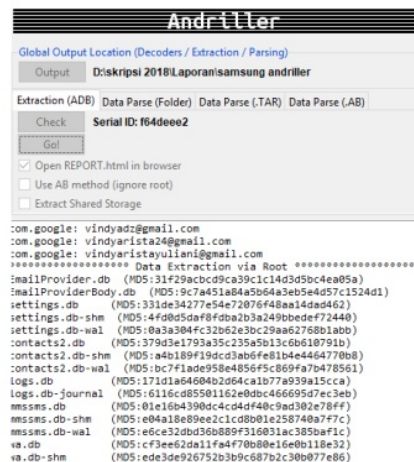 Andriller
Global Output Location (Decoders / Extraction / Parsing)
Output D:\skripsi 2018\Laporan\samsung andriller
Extraction (ADB) Data Parse (Folder) Data Parse (.TAR) Data Parse (.AB)
Check Serial ID: f64deee2
Go!
Open REPORT.html in browser
Use AB method (ignore root)
Extract Shared Storage
com.google: vindyadz@gmail.com
com.google: vindyarista24@gmail.com
com.google: vindyaristayuliani@gmail.com
****************** Data Extraction via Root ******************
EmailProvider.db (MD5:31f29acbcd9ca39c1c14d3d5bc4ea05a)
EmailProviderBody.db (MD5:9c7a451a84a5b64a3eb5e4d57c1524d1)
settings.db (MD5:331de34277e54e72076f48aa14dad462)
settings.db-shm (MD5:4fd0d5daf8fdba2b3a249bbedef72440)
settings.db-wal (MD5:0a3a304fc32b62e3bc29aa62768b1abb)
contacts2.db (MD5:379d3e1793a35c235a5b13c6b610791b)
contacts2.db-shm (MD5:a4b189f19dcd3ab6fe81b4e4464770b8)
contacts2.db-wal (MD5:bc7f1ade958e4856f5c869fa7b478561)
logs.db (MD5:171d1a64604b2d64ca1b77a939a15cca)
logs.db-journal (MD5:6116cd85501162e0dbc466695d7ec3eb)
mmssms.db (MD5:01e16b4390dc4cd4df40c9ad302e78ff)
mmssms.db-shm (MD5:e04a18e89ee2c1cd8b01e258740a7f7c)
mmssms.db-wal (MD5:e6ce32dbd36b889f316031ac385baf1c)
wa.db (MD5:cf3ee62da11fa4f70b80e16e0b118e32)
wa.db-shm (MD5:ede3de926752b3b9c687b2c30b077e86)